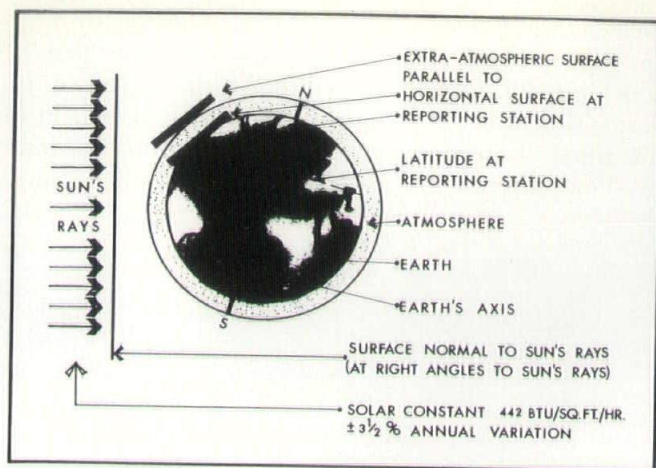 EXTRA-ATMOSPHERIC SURFACE
PARALLEL TO
HORIZONTAL SURFACE AT
REPORTING STATION
N
LATITUDE AT
REPORTING STATION
SUN'S
RAYS
ATMOSPHERE
EARTH
EARTH'S AXIS
S
SURFACE NORMAL TO SUN'S RAYS
(AT RIGHT ANGLES TO SUN'S RAYS)
SOLAR CONSTANT 442 BTU/SQ.FT./HR.
± 3½ % ANNUAL VARIATION